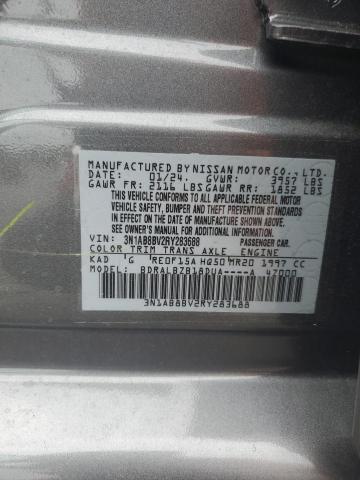 MANUFACTURED BY NISSAN MOTOR CO., LTD.
DATE: 01/24. GVWR: 3957 LBS
GAWR FR: 2116 LBS GAWR RR: 1852 LBS
THIS VEHICLE CONFORMS TO ALL APPLICABLE FEDERAL MOTOR
VEHICLE SAFETY, BUMPER AND THEFT PREVENTION STANDARDS
IN EFFECT ON THE DATE OF MANUFACTURE SHOWN ABOVE.
SEE OWNER'S MANUAL FOR ADDITIONAL INFORMATION.
VIN: 3N1AB8BV2RY283688 PASSENGER CAR.
COLOR TRIM TRANS AXLE ENGINE
KAD G RE0F15A HG50 MR20 1997 CC
BDRALBZB18DUA----A 47000
3N1AB8BV2RY283688